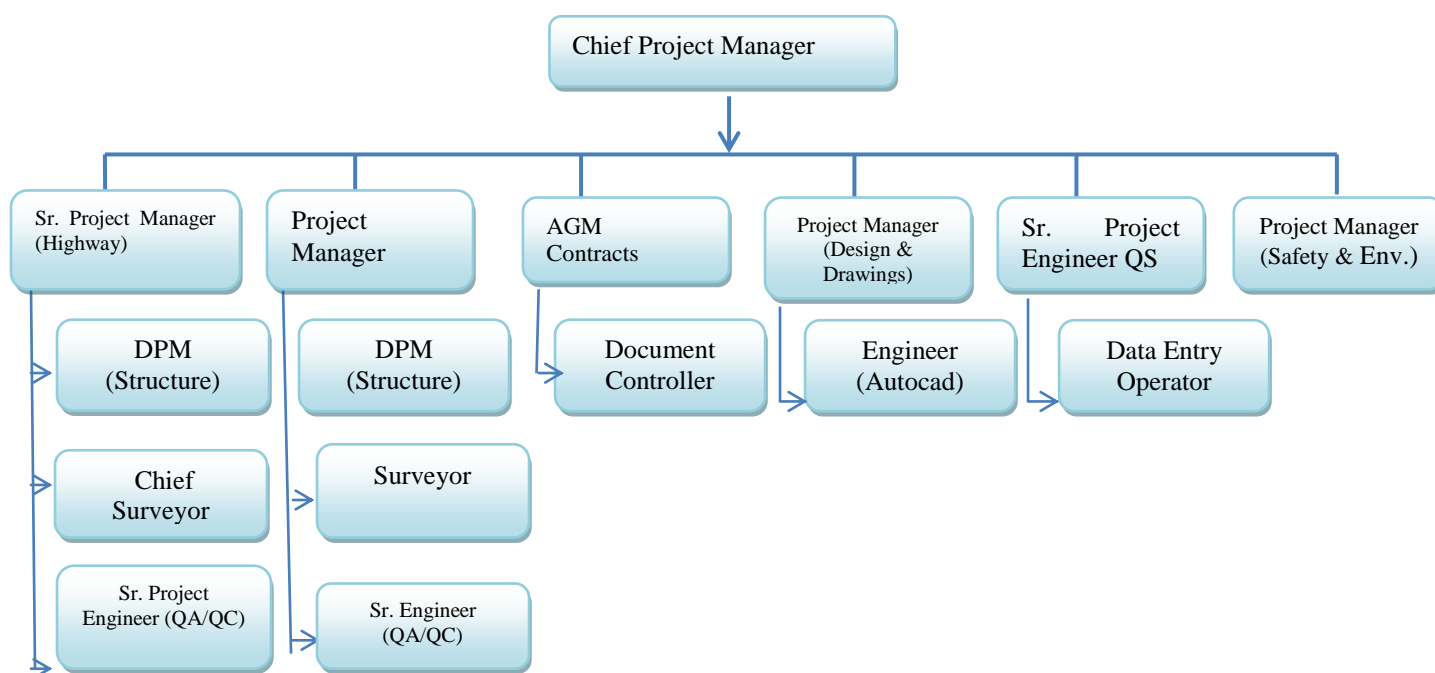 Chief Project Manager
Sr. Project Manager
(Highway)
Project
Manager
AGM
Contracts
Project Manager
(Design &
Drawings)
Sr. Project
Engineer QS
Project Manager
(Safety & Env.)
DPM
(Structure)
DPM
(Structure)
Document
Controller
Engineer
(Autocad)
Data Entry
Operator
Chief
Surveyor
Surveyor
Sr. Project
Engineer (QA/QC)
Sr. Engineer
(QA/QC)